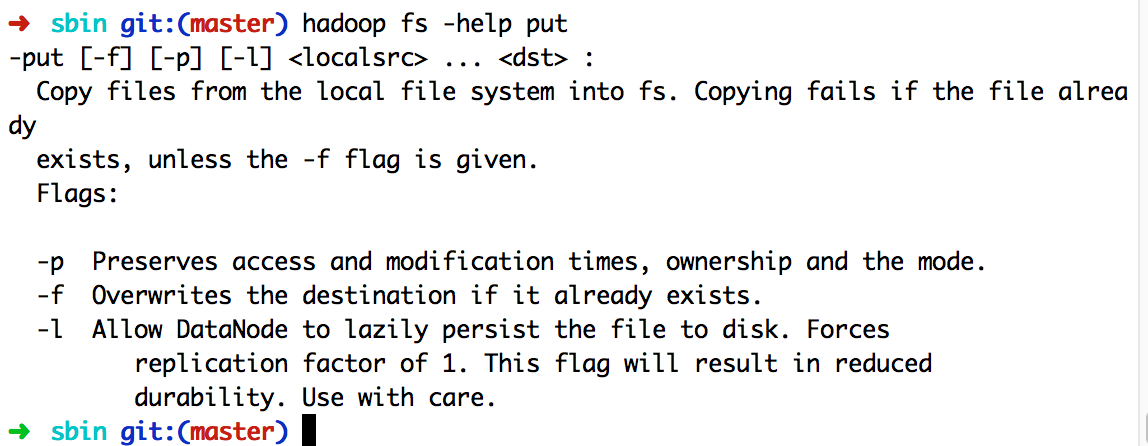 ➜ sbin git:(master) hadoop fs -help put
-put [-f] [-p] [-l] <localsrc> ... <dst> :
  Copy files from the local file system into fs. Copying fails if the file alrea
dy
  exists, unless the -f flag is given.
  Flags:

  -p  Preserves access and modification times, ownership and the mode.
  -f  Overwrites the destination if it already exists.
  -l  Allow DataNode to lazily persist the file to disk. Forces
         replication factor of 1. This flag will result in reduced
         durability. Use with care.
➜ sbin git:(master)